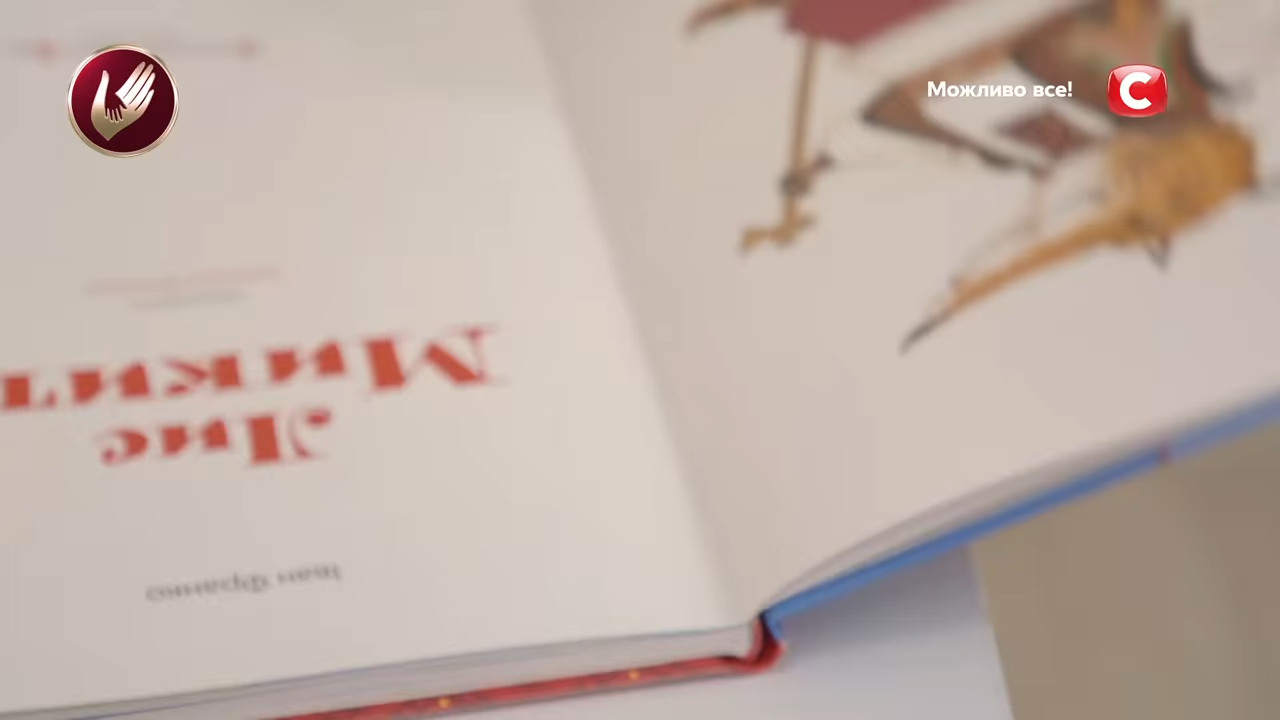 Можливо все!
Іван Франко
Лис
Микит